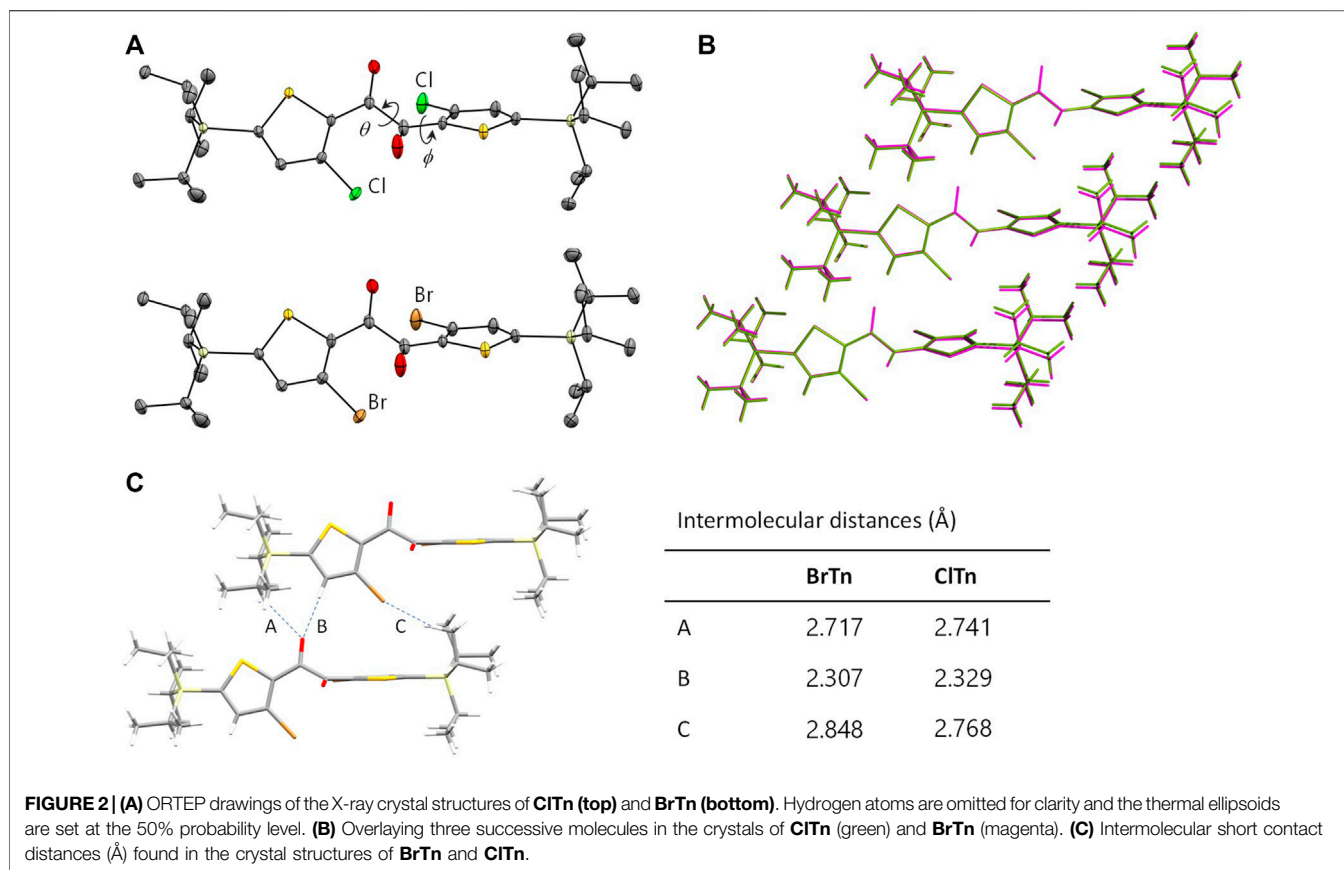 A
Cl
θ
ϕ
Cl
Br
Br
B
C
A B C
Intermolecular distances (Å)
BrTn ClTn
A 2.717 2.741
B 2.307 2.329
C 2.848 2.768
FIGURE 2 | (A) ORTEP drawings of the X-ray crystal structures of ClTn (top) and BrTn (bottom). Hydrogen atoms are omitted for clarity and the thermal ellipsoids
are set at the 50% probability level. (B) Overlaying three successive molecules in the crystals of ClTn (green) and BrTn (magenta). (C) Intermolecular short contact
distances (Å) found in the crystal structures of BrTn and ClTn.